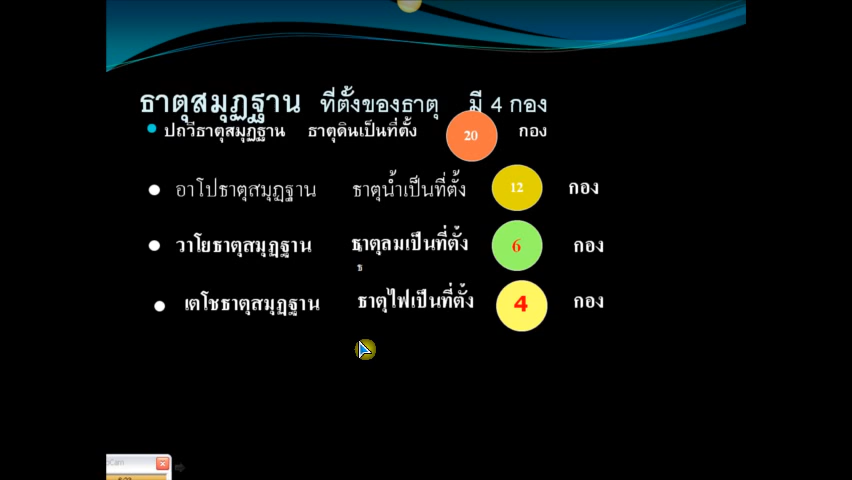 ธาตุสมุฏฐาน ที่ตั้งของธาตุ มี 4 กอง
ปถวีธาตุสมุฏฐาน ธาตุดินเป็นที่ตั้ง 20 กอง
อาโปธาตุสมุฏฐาน ธาตุน้ำเป็นที่ตั้ง 12 กอง
วาโยธาตุสมุฏฐาน ธาตุลมเป็นที่ตั้ง 6 กอง
ธ
เตโชธาตุสมุฏฐาน ธาตุไฟเป็นที่ตั้ง 4 กอง